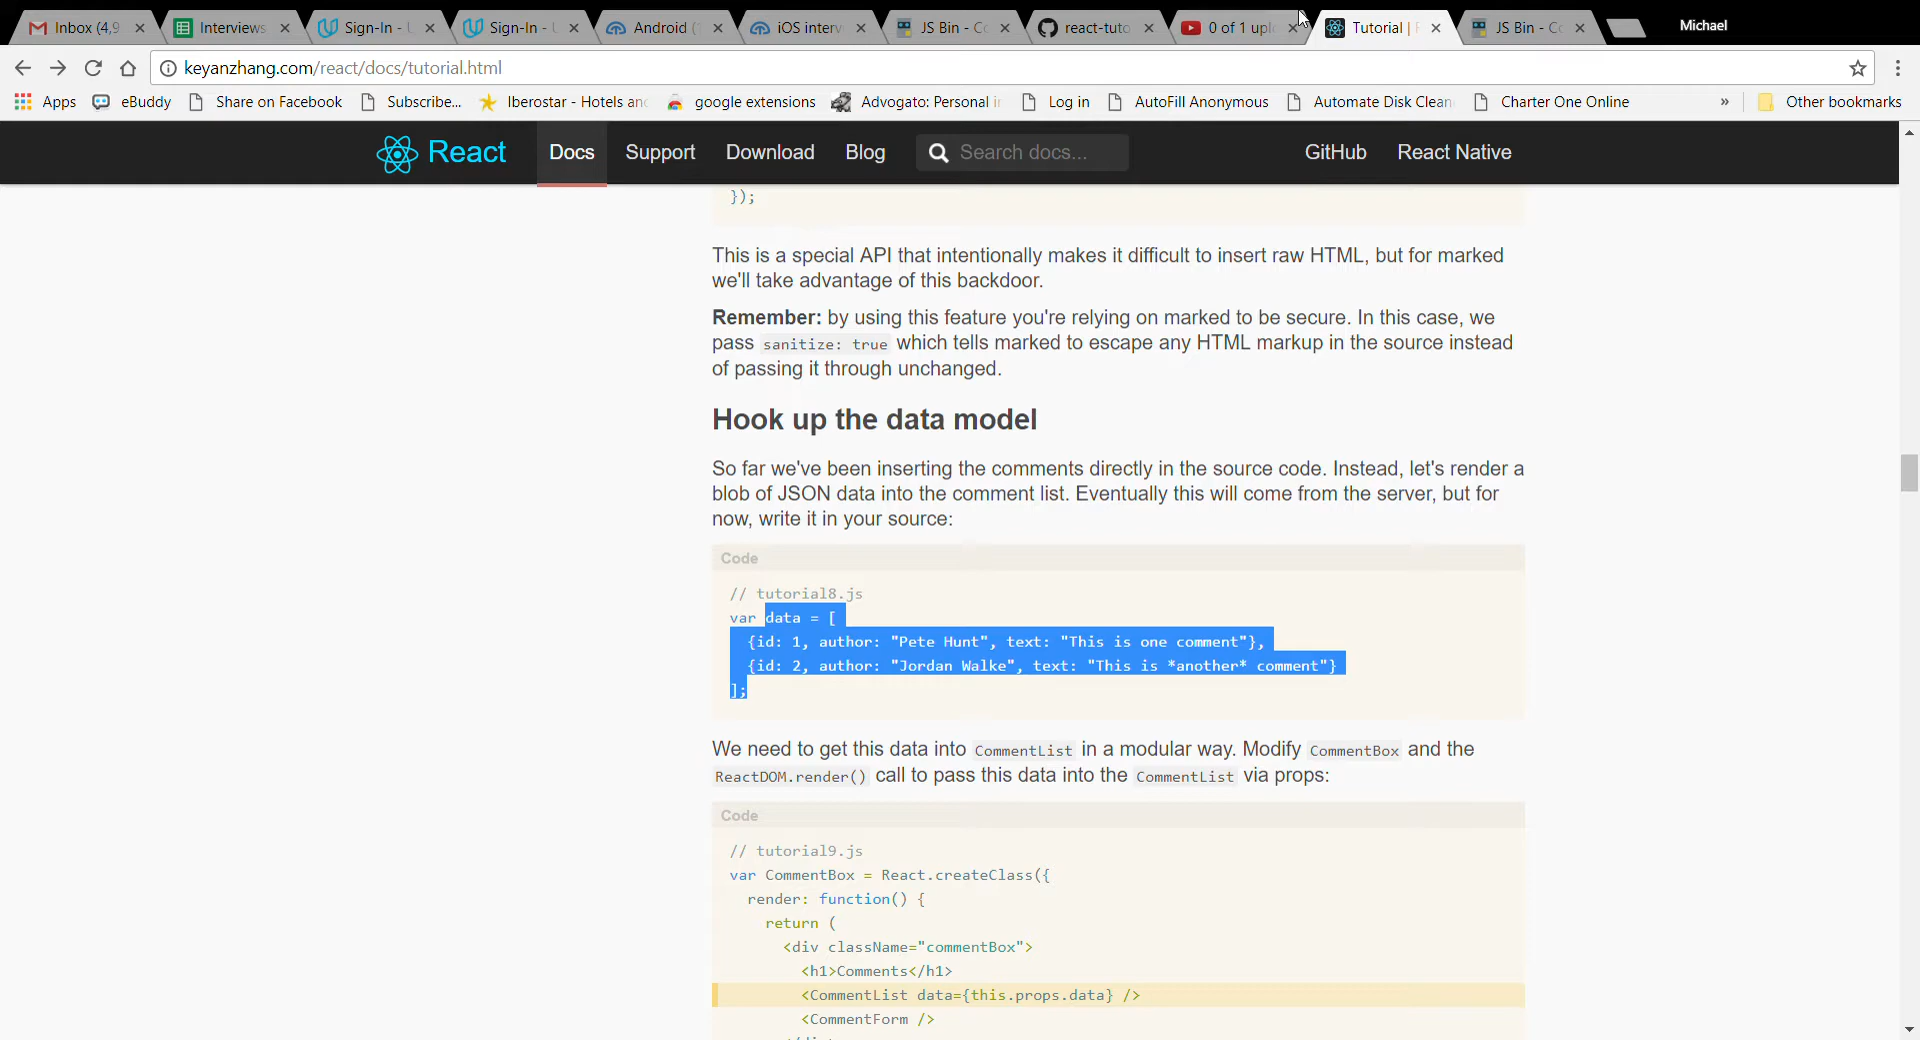 Inbox (4,9
Interviews
Sign-In - U
Sign-In - U
Android (
iOS interv
JS Bin - Co
react-tuto
0 of 1 uplo
Tutorial |
JS Bin - Co
Michael
keyanzhang.com/react/docs/tutorial.html
Apps
eBuddy
Share on Facebook
Subscribe...
Iberostar - Hotels and
google extensions
Advogato: Personal i
Log in
AutoFill Anonymous
Automate Disk Clean
Charter One Online
»
Other bookmarks
React
Docs
Support
Download
Blog
Search docs...
GitHub
React Native
});
This is a special API that intentionally makes it difficult to insert raw HTML, but for marked
we'll take advantage of this backdoor.
Remember: by using this feature you're relying on marked to be secure. In this case, we
pass sanitize: true which tells marked to escape any HTML markup in the source instead
of passing it through unchanged.
Hook up the data model
So far we've been inserting the comments directly in the source code. Instead, let's render a
blob of JSON data into the comment list. Eventually this will come from the server, but for
now, write it in your source:
Code
// tutorial8.js
var data = [
{id: 1, author: "Pete Hunt", text: "This is one comment"},
{id: 2, author: "Jordan Walke", text: "This is *another* comment"}
];
We need to get this data into CommentList in a modular way. Modify CommentBox and the
ReactDOM.render() call to pass this data into the CommentList via props:
Code
// tutorial9.js
var CommentBox = React.createClass({
render: function() {
return (
<div className="commentBox">
<h1>Comments</h1>
<CommentList data={this.props.data} />
<CommentForm />